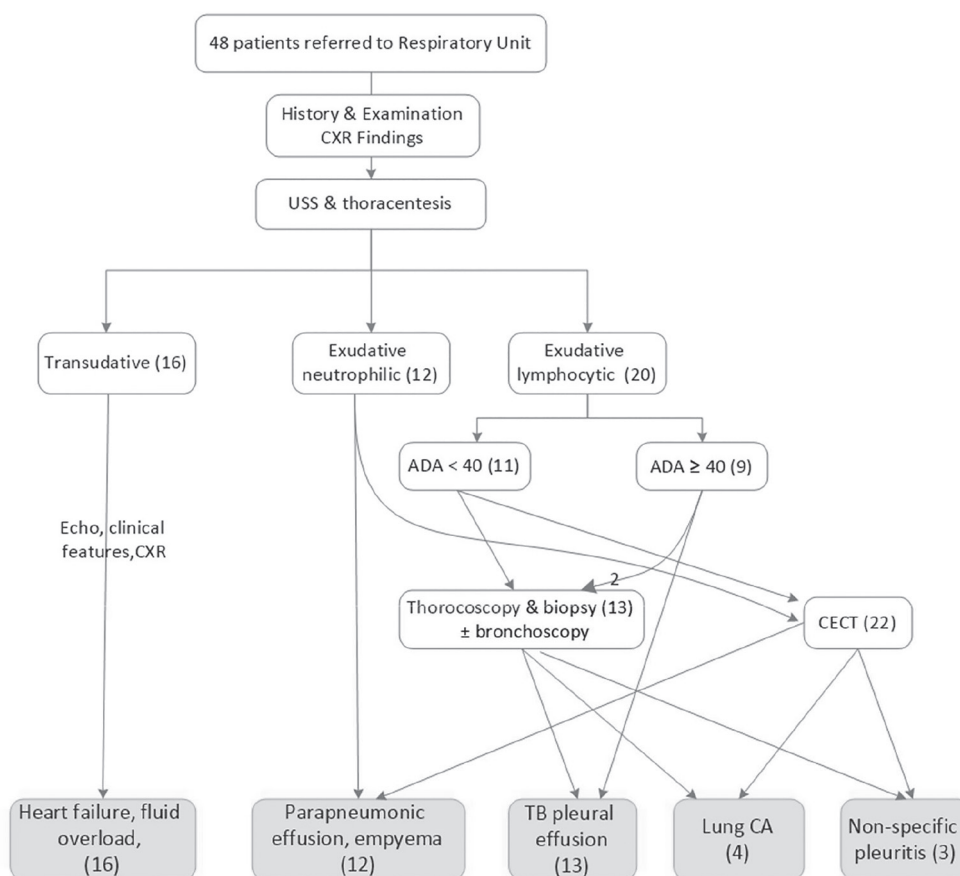 48 patients referred to Respiratory Unit
History & Examination
CXR Findings
USS & thoracentesis
Transudative (16)
Exudative
neutrophilic (12)
Exudative
lymphocytic (20)
ADA < 40 (11)
ADA ≥ 40 (9)
Echo, clinical
features,CXR
2
Thorocoscopy & biopsy (13)
± bronchoscopy
CECT (22)
Heart failure, fluid
overload,
(16)
Parapneumonic
effusion, empyema
(12)
TB pleural
effusion
(13)
Lung CA
(4)
Non-specific
pleuritis (3)